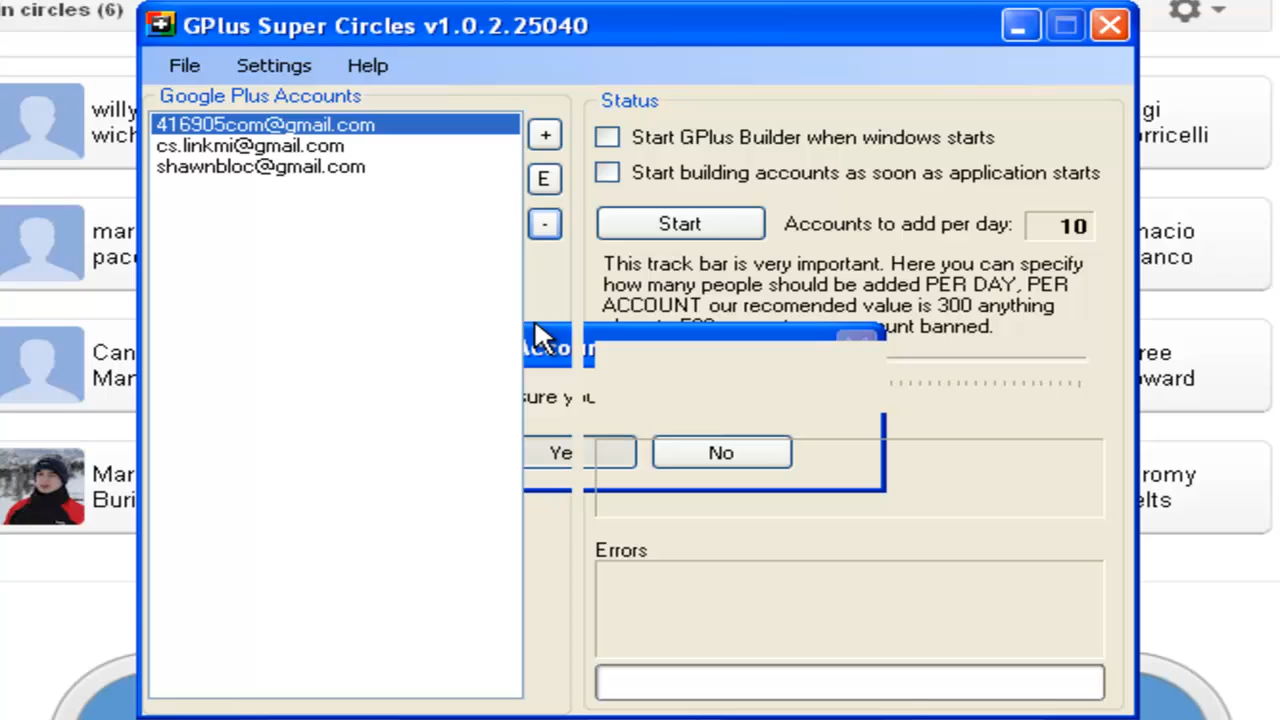 in circles (6)
GPlus Super Circles v1.0.2.25040
File Settings Help
Google Plus Accounts
416905com@gmail.com
cs.linkmi@gmail.com
shawnbloc@gmail.com
+
E
-
Status
Start GPlus Builder when windows starts
Start building accounts as soon as application starts
Start Accounts to add per day: 10
This track bar is very important. Here you can specify
how many people should be added PER DAY, PER
ACCOUNT our recomended value is 300 anything
banned.
sure
No
Errors
willy
wich
mar
Can
Mar
Mar
Buri
gi
rricelli
nacio
anco
ree
oward
romy
elts